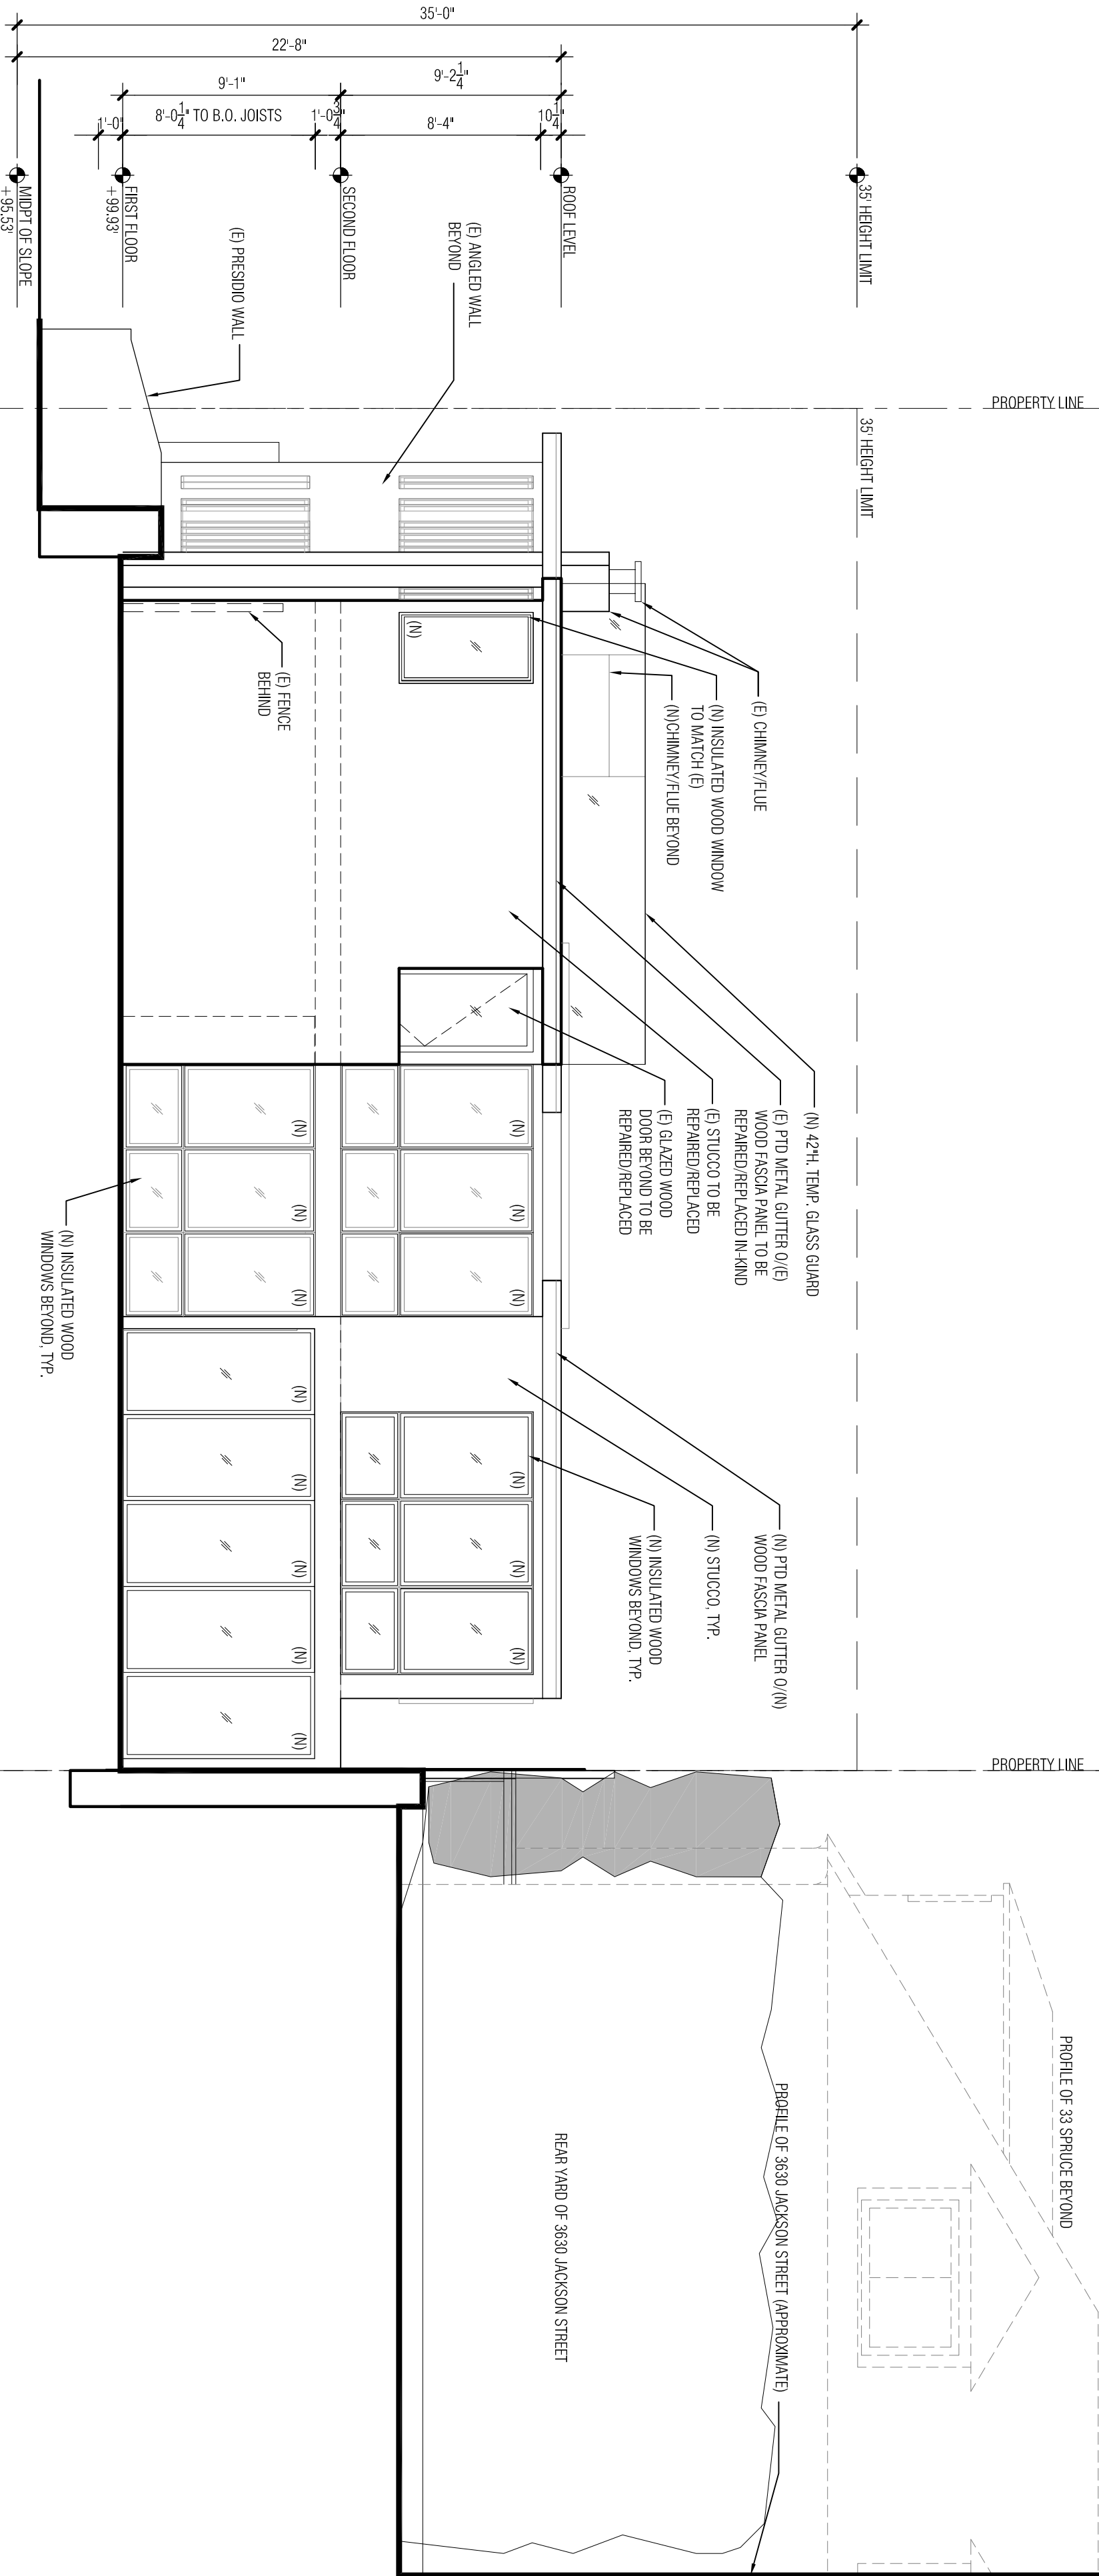 35'-0"
22'-8"
9'-1"
9'-2 1/4"
1'-0"
8'-0 1/4" TO B.O. JOISTS
1'-0 3/4"
8'-4"
10 1/4"
35' HEIGHT LIMIT
ROOF LEVEL
SECOND FLOOR
FIRST FLOOR
+99.93'
MIDPT OF SLOPE
+95.53'
(E) ANGLED WALL
BEYOND
(E) PRESIDIO WALL
PROPERTY LINE
35' HEIGHT LIMIT
(E) CHIMNEY/FLUE
(N) INSULATED WOOD WINDOW
TO MATCH (E)
(N)CHIMNEY/FLUE BEYOND
(N)
(E) FENCE
BEHIND
(N) 42"H. TEMP. GLASS GUARD
(E) PTD METAL GUTTER O/(E)
WOOD FASCIA PANEL TO BE
REPAIRED/REPLACED IN-KIND
(E) STUCCO TO BE
REPAIRED/REPLACED
(E) GLAZED WOOD
DOOR BEYOND TO BE
REPAIRED/REPLACED
(N)
(N)
(N)
(N)
(N)
(N)
(N) INSULATED WOOD
WINDOWS BEYOND, TYP.
(N) PTD METAL GUTTER O/(N)
WOOD FASCIA PANEL
(N) STUCCO, TYP.
(N) INSULATED WOOD
WINDOWS BEYOND, TYP.
(N)
(N)
(N)
(N)
(N)
(N)
(N)
(N)
PROPERTY LINE
PROFILE OF 33 SPRUCE BEYOND
PROFILE OF 3630 JACKSON STREET (APPROXIMATE)
REAR YARD OF 3630 JACKSON STREET